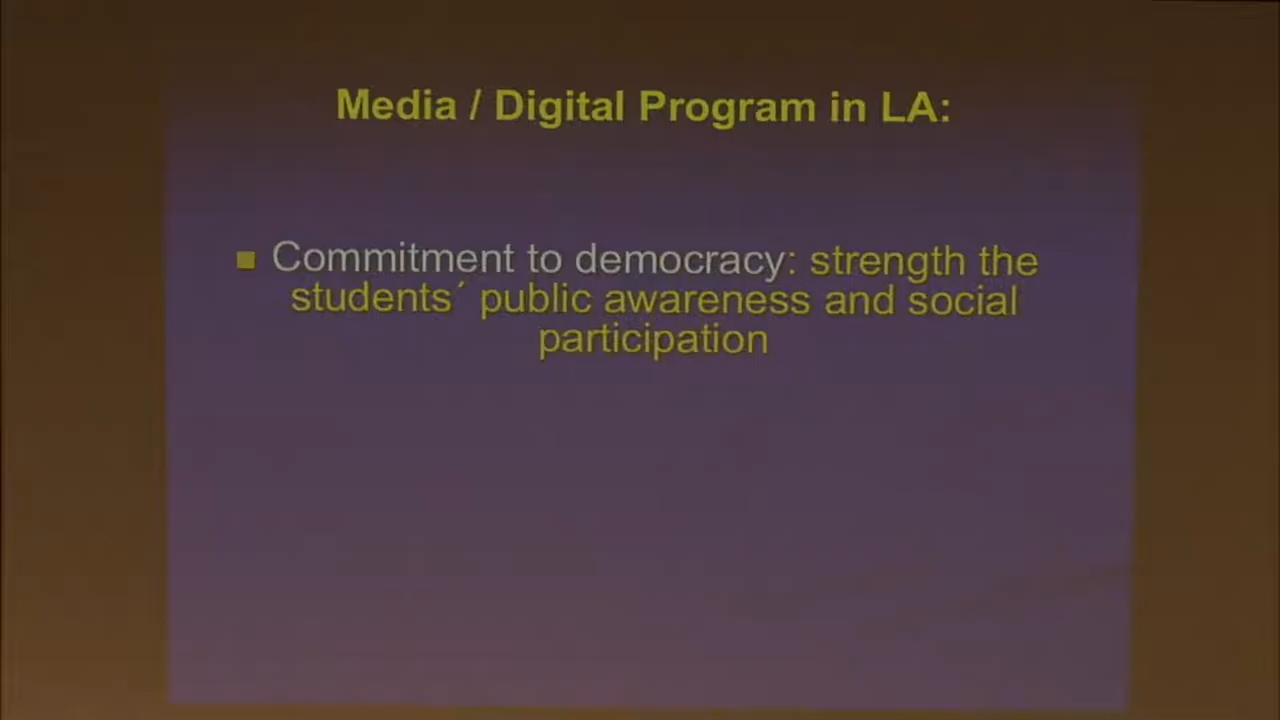 Media / Digital Program in LA:
Commitment to democracy: strength the
students´ public awareness and social
participation